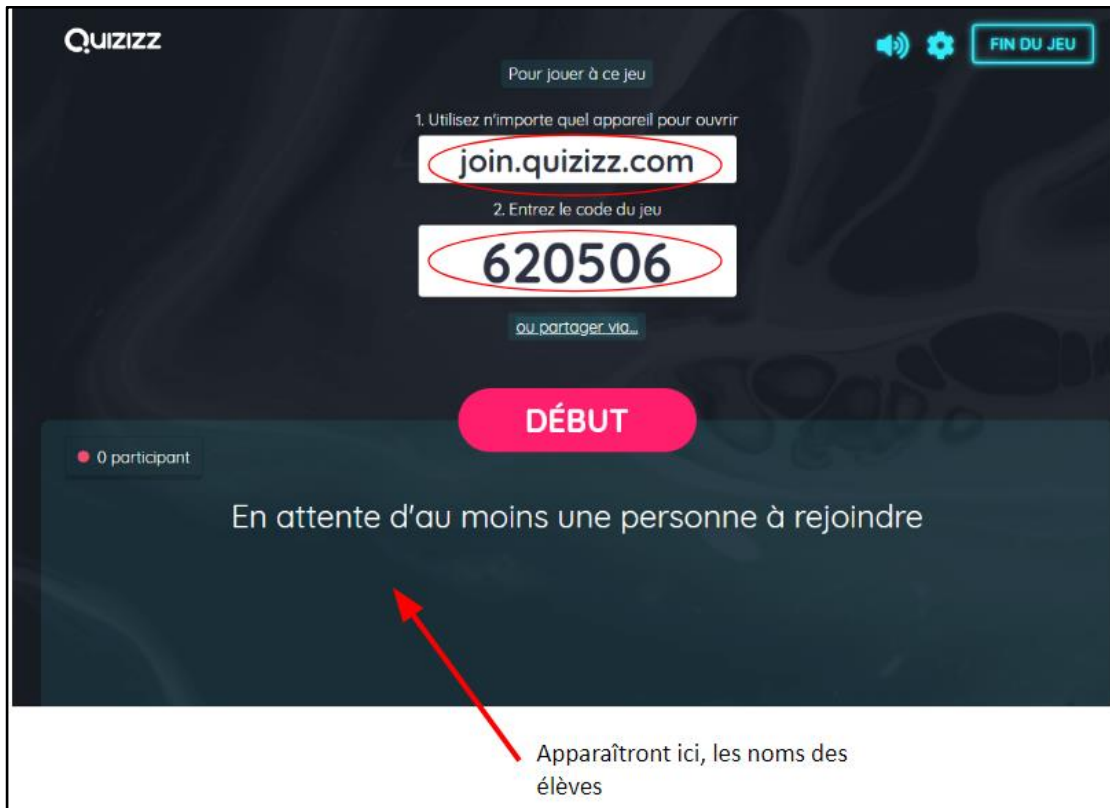 Quizizz
FIN DU JEU
Pour jouer à ce jeu
1. Utilisez n'importe quel appareil pour ouvrir
join.quizizz.com
2. Entrez le code du jeu
620506
ou partager via...
DÉBUT
0 participant
En attente d'au moins une personne à rejoindre
Apparaîtront ici, les noms des
élèves